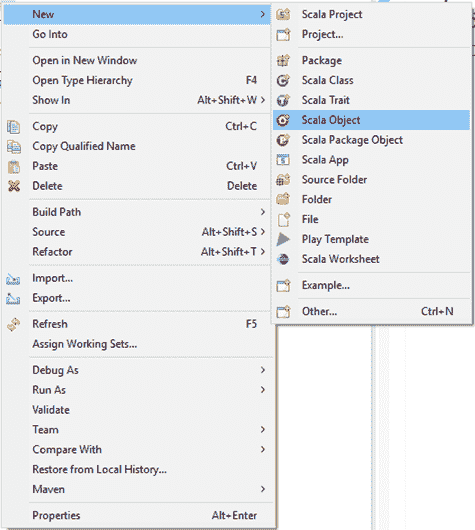 New
Go Into
Open in New Window
Open Type Hierarchy F4
Show In Alt+Shift+W
Copy Ctrl+C
Copy Qualified Name
Paste Ctrl+V
Delete Delete
Build Path
Source Alt+Shift+S
Refactor Alt+Shift+T
Import...
Export...
Refresh F5
Assign Working Sets...
Debug As
Run As
Validate
Team
Compare With
Restore from Local History...
Maven
Properties Alt+Enter
Scala Project
Project...
Package
Scala Class
Scala Trait
Scala Object
Scala Package Object
Scala App
Source Folder
Folder
File
Play Template
Scala Worksheet
Example...
Other... Ctrl+N